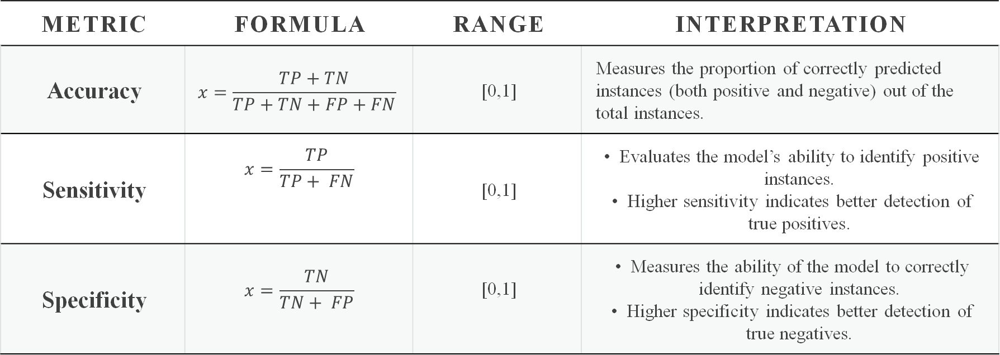 METRIC FORMULA RANGE INTERPRETATION
Accuracy
x = TP + TN / TP + TN + FP + FN
[0,1]
Measures the proportion of correctly predicted
instances (both positive and negative) out of the
total instances.
Sensitivity
x = TP / TP + FN
[0,1]
• Evaluates the model’s ability to identify positive
instances.
• Higher sensitivity indicates better detection of
true positives.
Specificity
x = TN / TN + FP
[0,1]
• Measures the ability of the model to correctly
identify negative instances.
• Higher specificity indicates better detection of
true negatives.